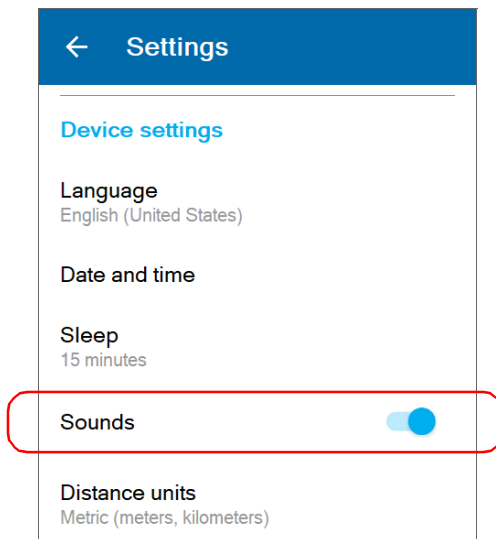 Settings
Device settings
Language
English (United States)
Date and time
Sleep
15 minutes
Sounds
Distance units
Metric (meters, kilometers)